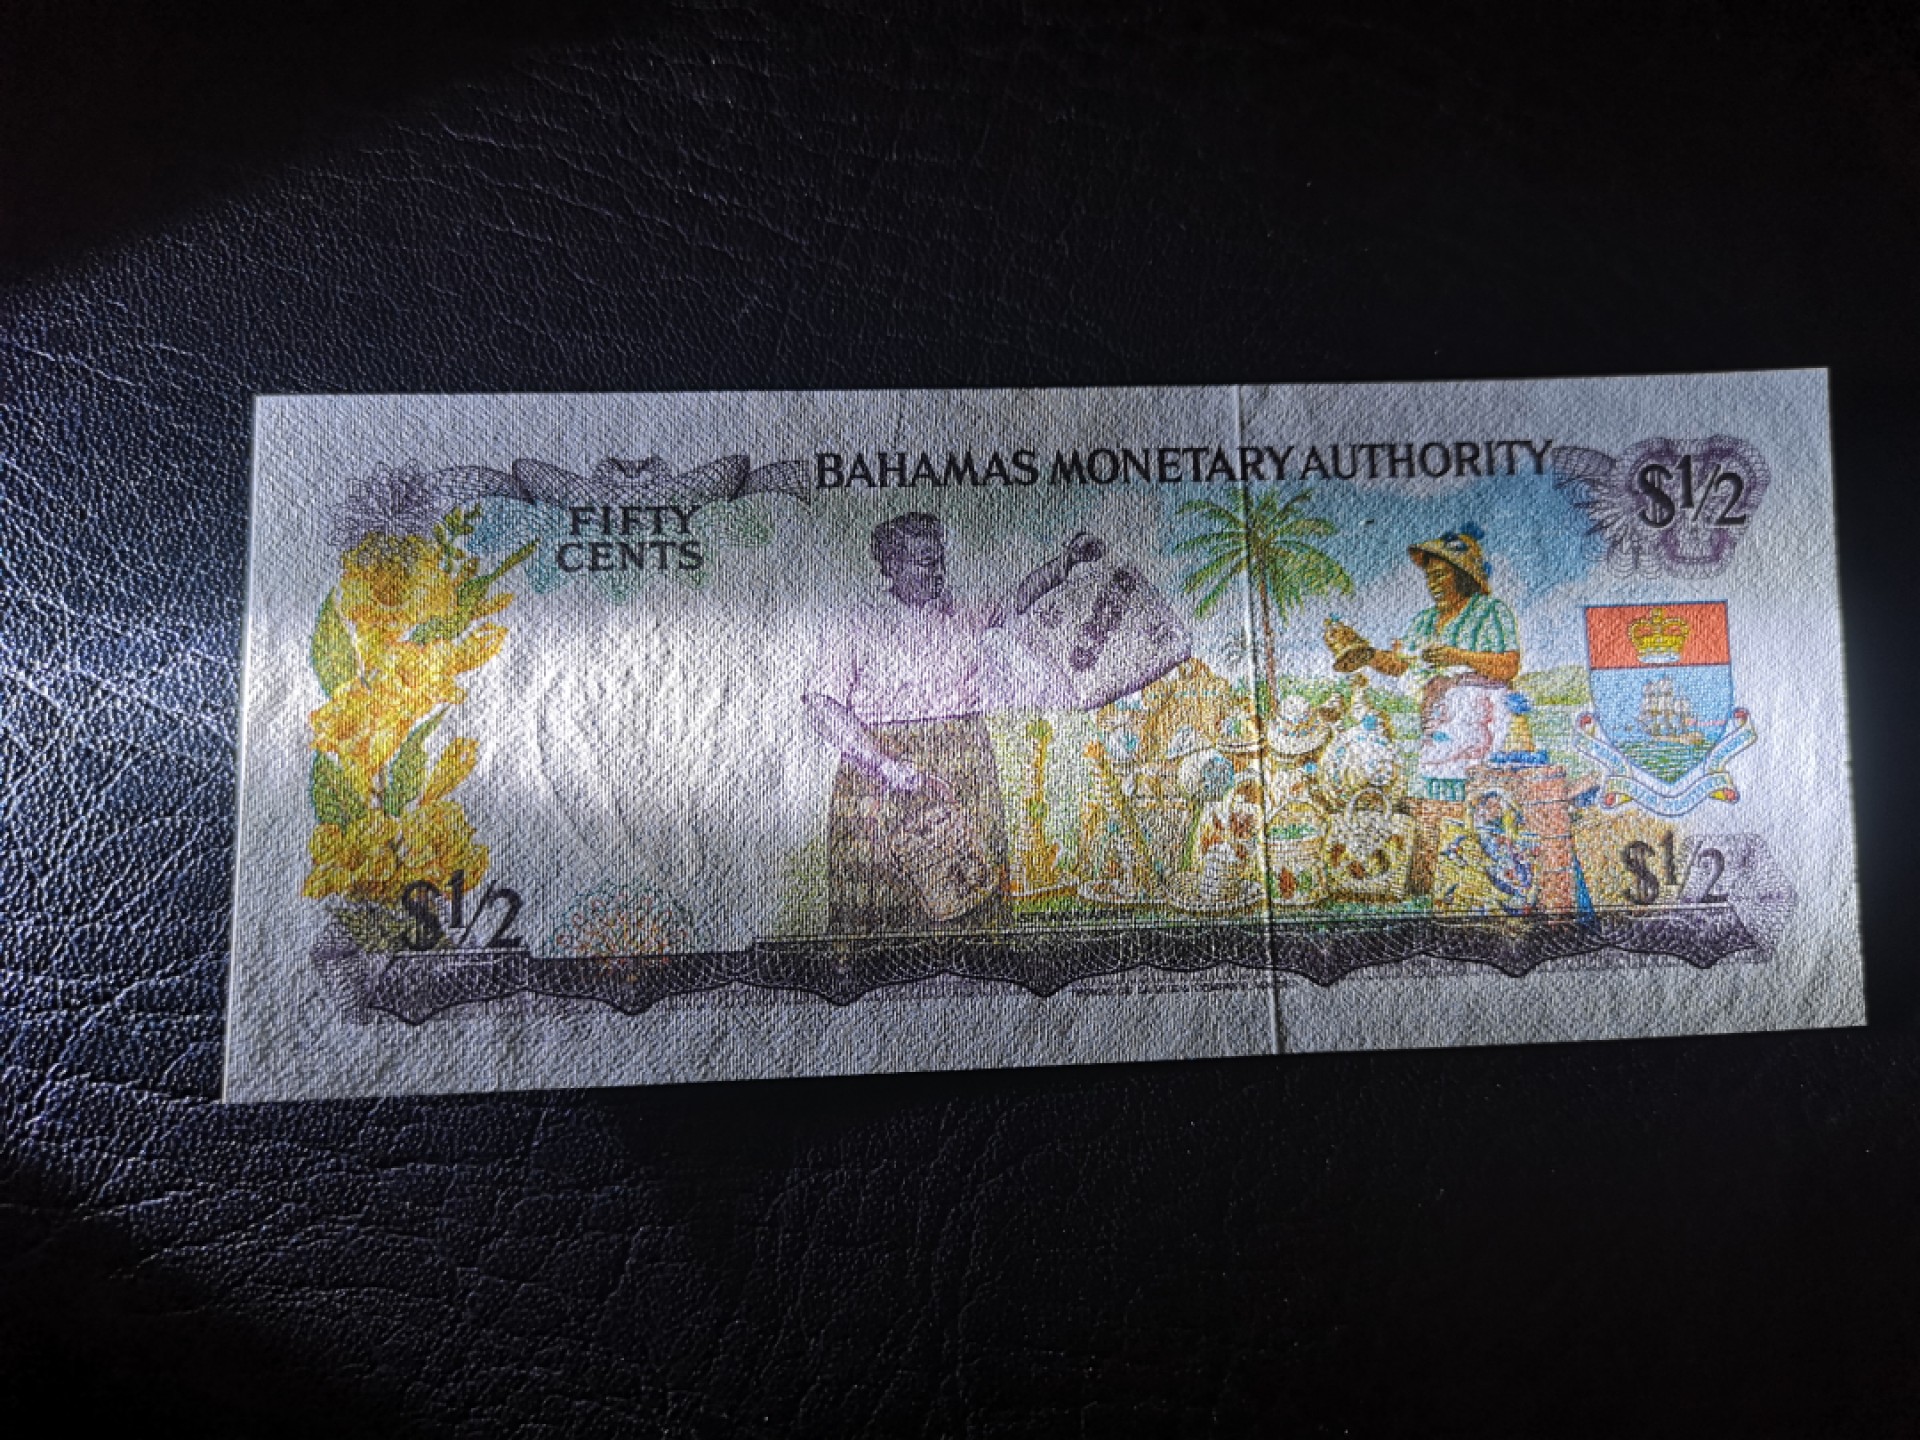 BAHAMAS MONETARY AUTHORITY
$1/2
FIFTY
CENTS
$1/2
$1/2